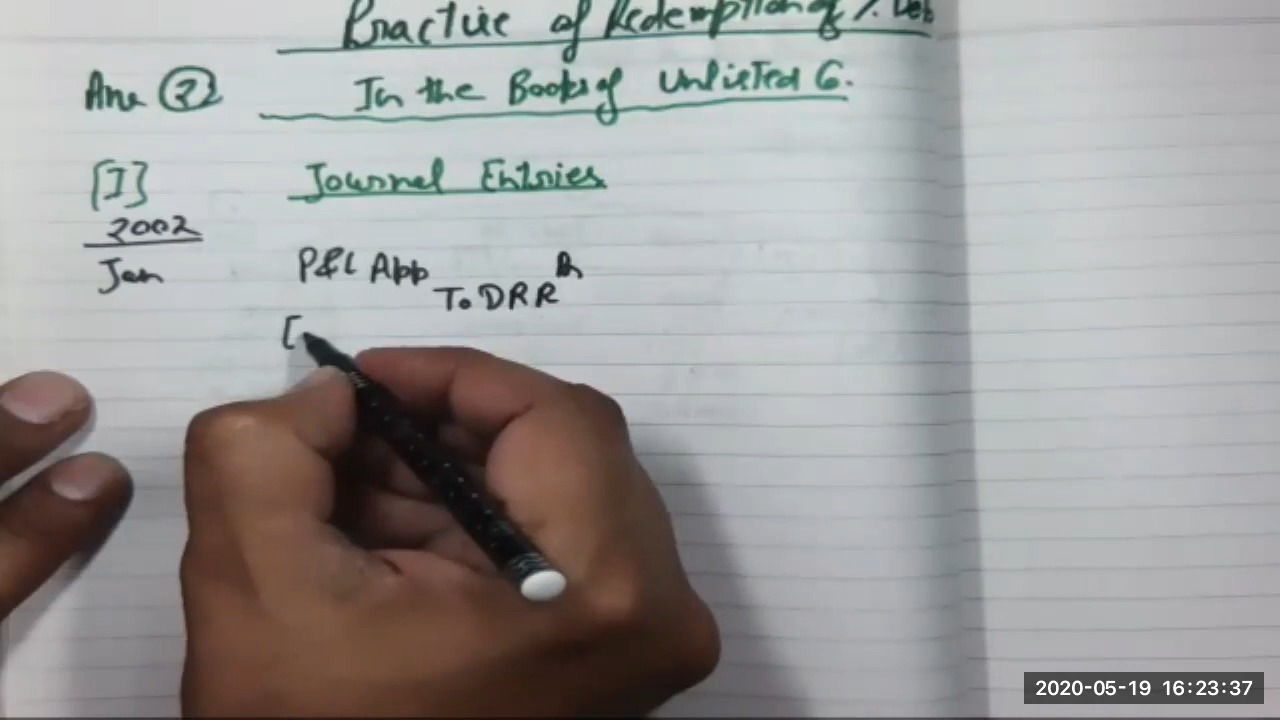 Practice of Redemption of %. Deb
Ans 32 In the Books of Unlisted Co.
[I] Journal Entries
2002
Jan P&L App Dr
To DRR
[
2020-05-19 16:23:37